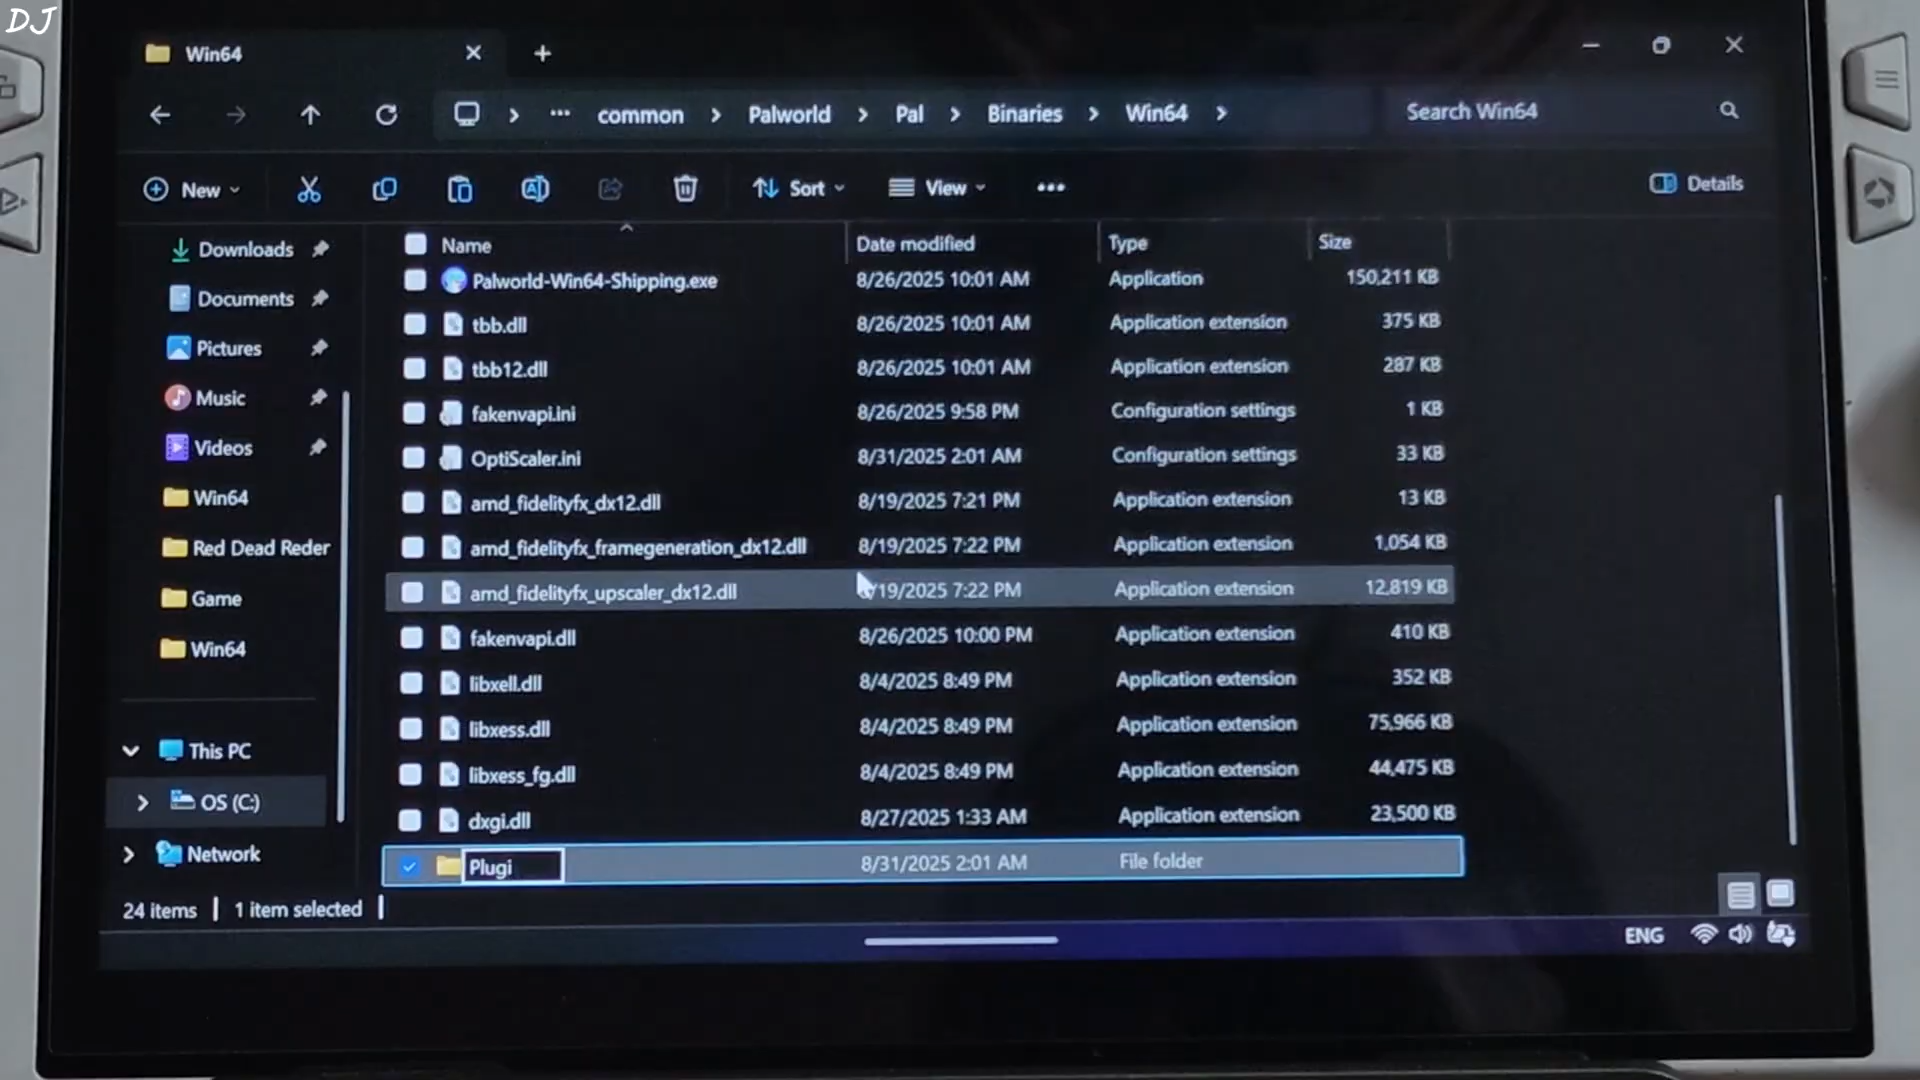 DJ
Win64
common Palworld Pal Binaries Win64 Search Win64
New Sort View Details
Name Date modified Type Size
Downloads
Documents
Pictures
Music
Videos
Win64
Red Dead Reder
Game
Win64
This PC
OS (C:)
Network
Palworld-Win64-Shipping.exe 8/26/2025 10:01 AM Application 150,211 KB
tbb.dll 8/26/2025 10:01 AM Application extension 375 KB
tbb12.dll 8/26/2025 10:01 AM Application extension 287 KB
fakenvapi.ini 8/26/2025 9:58 PM Configuration settings 1 KB
OptiScaler.ini 8/31/2025 2:01 AM Configuration settings 33 KB
amd_fidelityfx_dx12.dll 8/19/2025 7:21 PM Application extension 13 KB
amd_fidelityfx_framegeneration_dx12.dll 8/19/2025 7:22 PM Application extension 1,054 KB
amd_fidelityfx_upscaler_dx12.dll /19/2025 7:22 PM Application extension 12,819 KB
fakenvapi.dll 8/26/2025 10:00 PM Application extension 410 KB
libxell.dll 8/4/2025 8:49 PM Application extension 352 KB
libxess.dll 8/4/2025 8:49 PM Application extension 75,966 KB
libxess_fg.dll 8/4/2025 8:49 PM Application extension 44,475 KB
dxgi.dll 8/27/2025 1:33 AM Application extension 23,500 KB
Plugi 8/31/2025 2:01 AM File folder
24 items 1 item selected
ENG